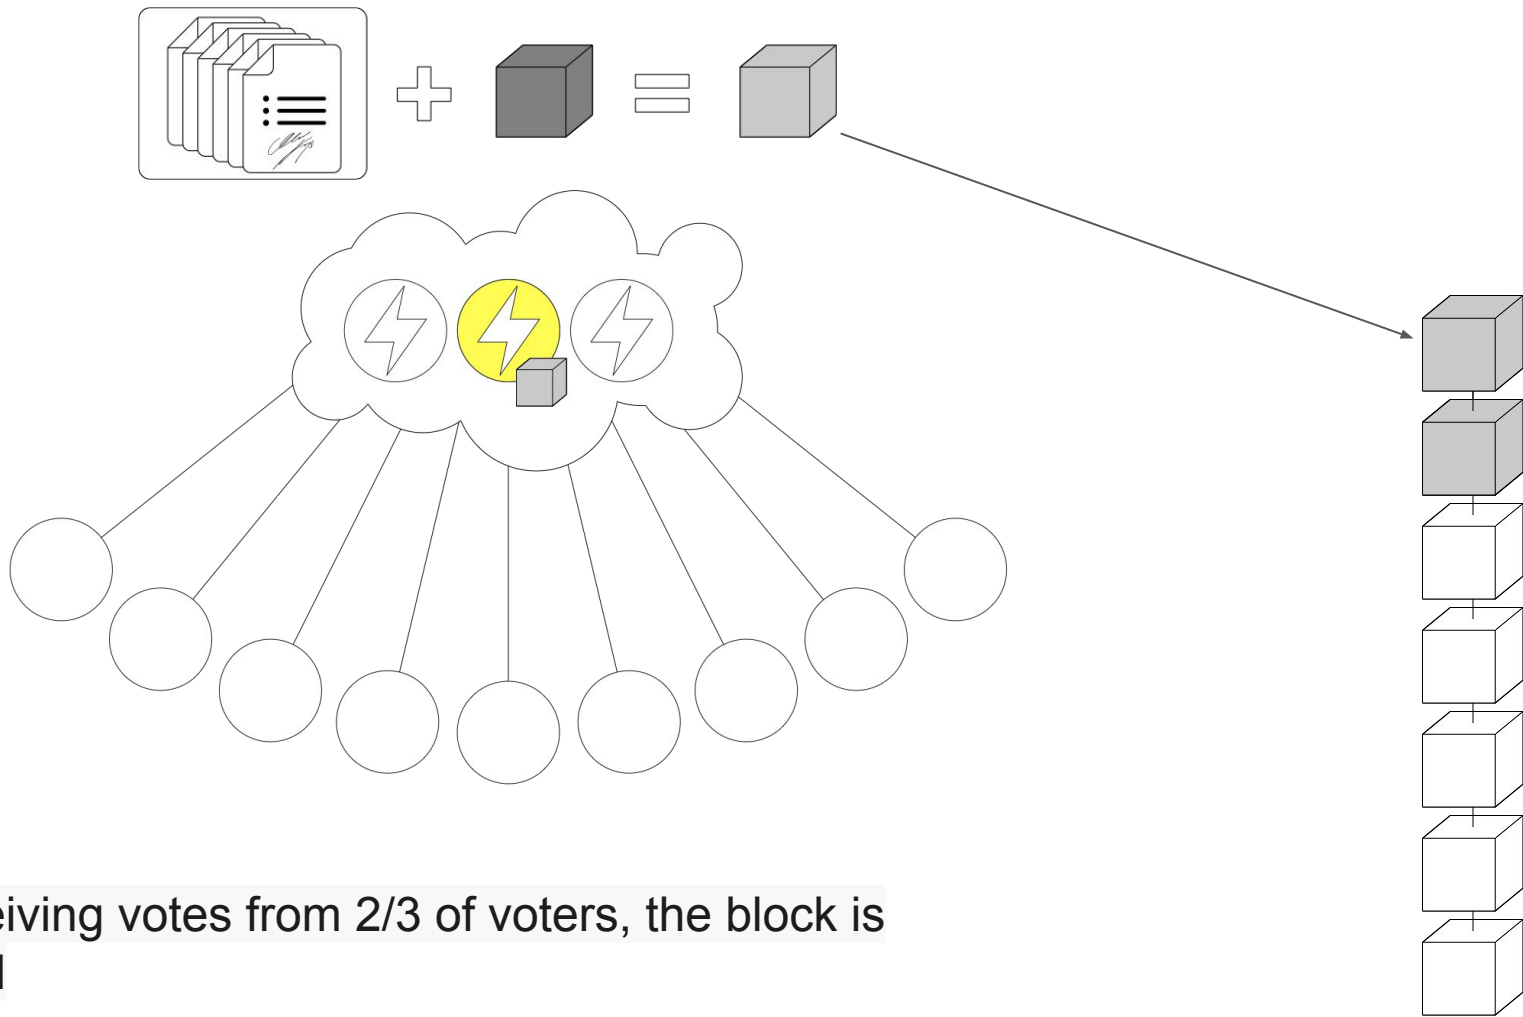 eiving votes from 2/3 of voters, the block is